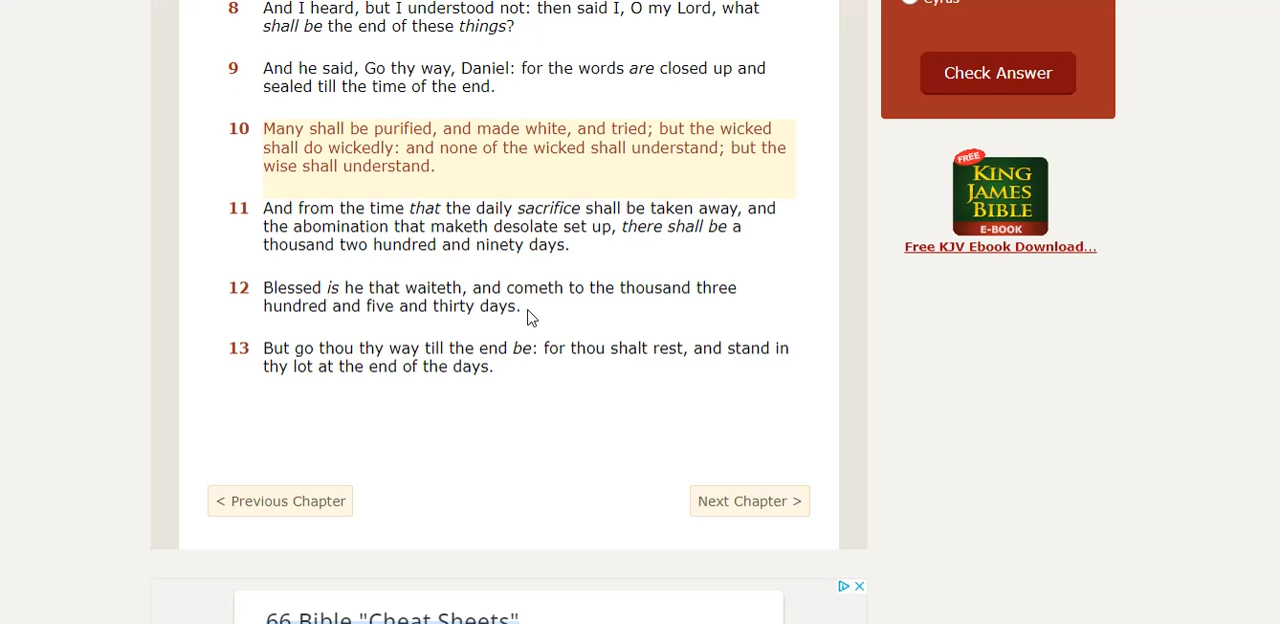 8 And I heard, but I understood not: then said I, O my Lord, what
shall be the end of these things?
9 And he said, Go thy way, Daniel: for the words are closed up and
sealed till the time of the end.
10 Many shall be purified, and made white, and tried; but the wicked
shall do wickedly: and none of the wicked shall understand; but the
wise shall understand.
11 And from the time that the daily sacrifice shall be taken away, and
the abomination that maketh desolate set up, there shall be a
thousand two hundred and ninety days.
12 Blessed is he that waiteth, and cometh to the thousand three
hundred and five and thirty days.
13 But go thou thy way till the end be: for thou shalt rest, and stand in
thy lot at the end of the days.
< Previous Chapter
Next Chapter >
66 Bible "Cheat Sheets"
Cyrus
Check Answer
FREE
KING
JAMES
BIBLE
E-BOOK
Free KJV Ebook Download...